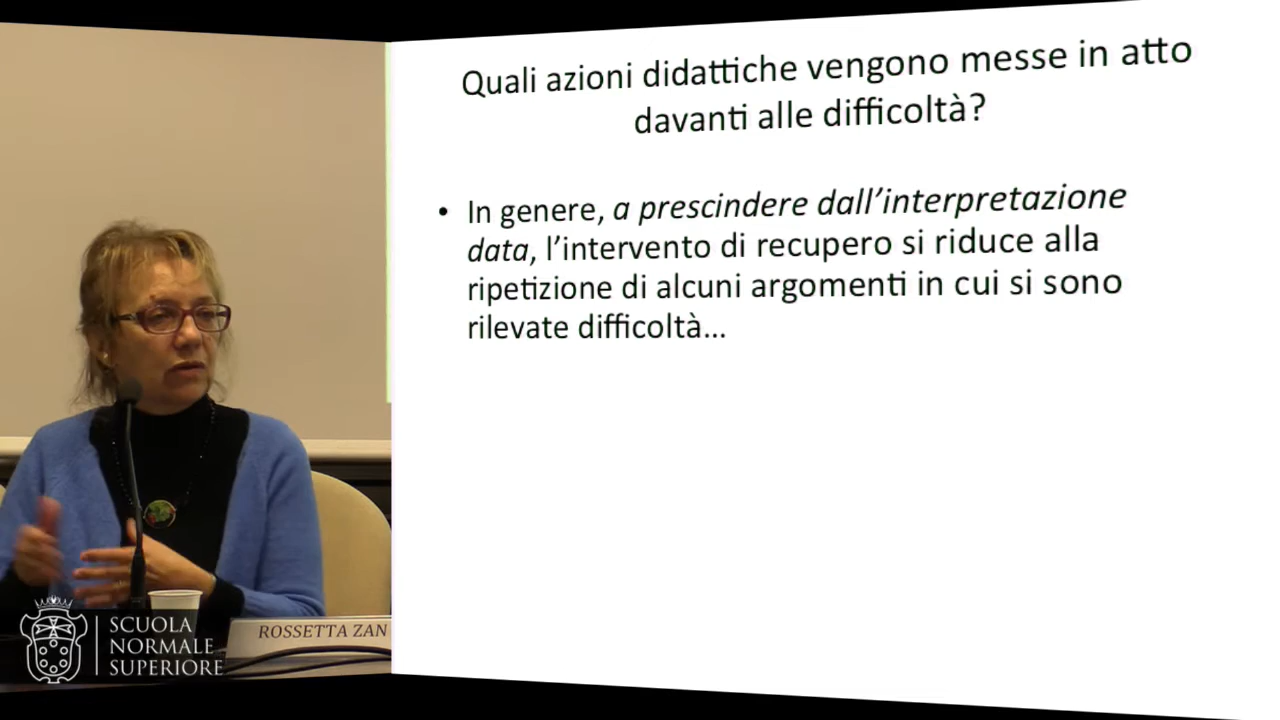 Quali azioni didattiche vengono messe in atto
davanti alle difficoltà?
• In genere, a prescindere dall’interpretazione
data, l’intervento di recupero si riduce alla
ripetizione di alcuni argomenti in cui si sono
rilevate difficoltà…
ROSSETTA ZAN
SCUOLA
NORMALE
SUPERIORE